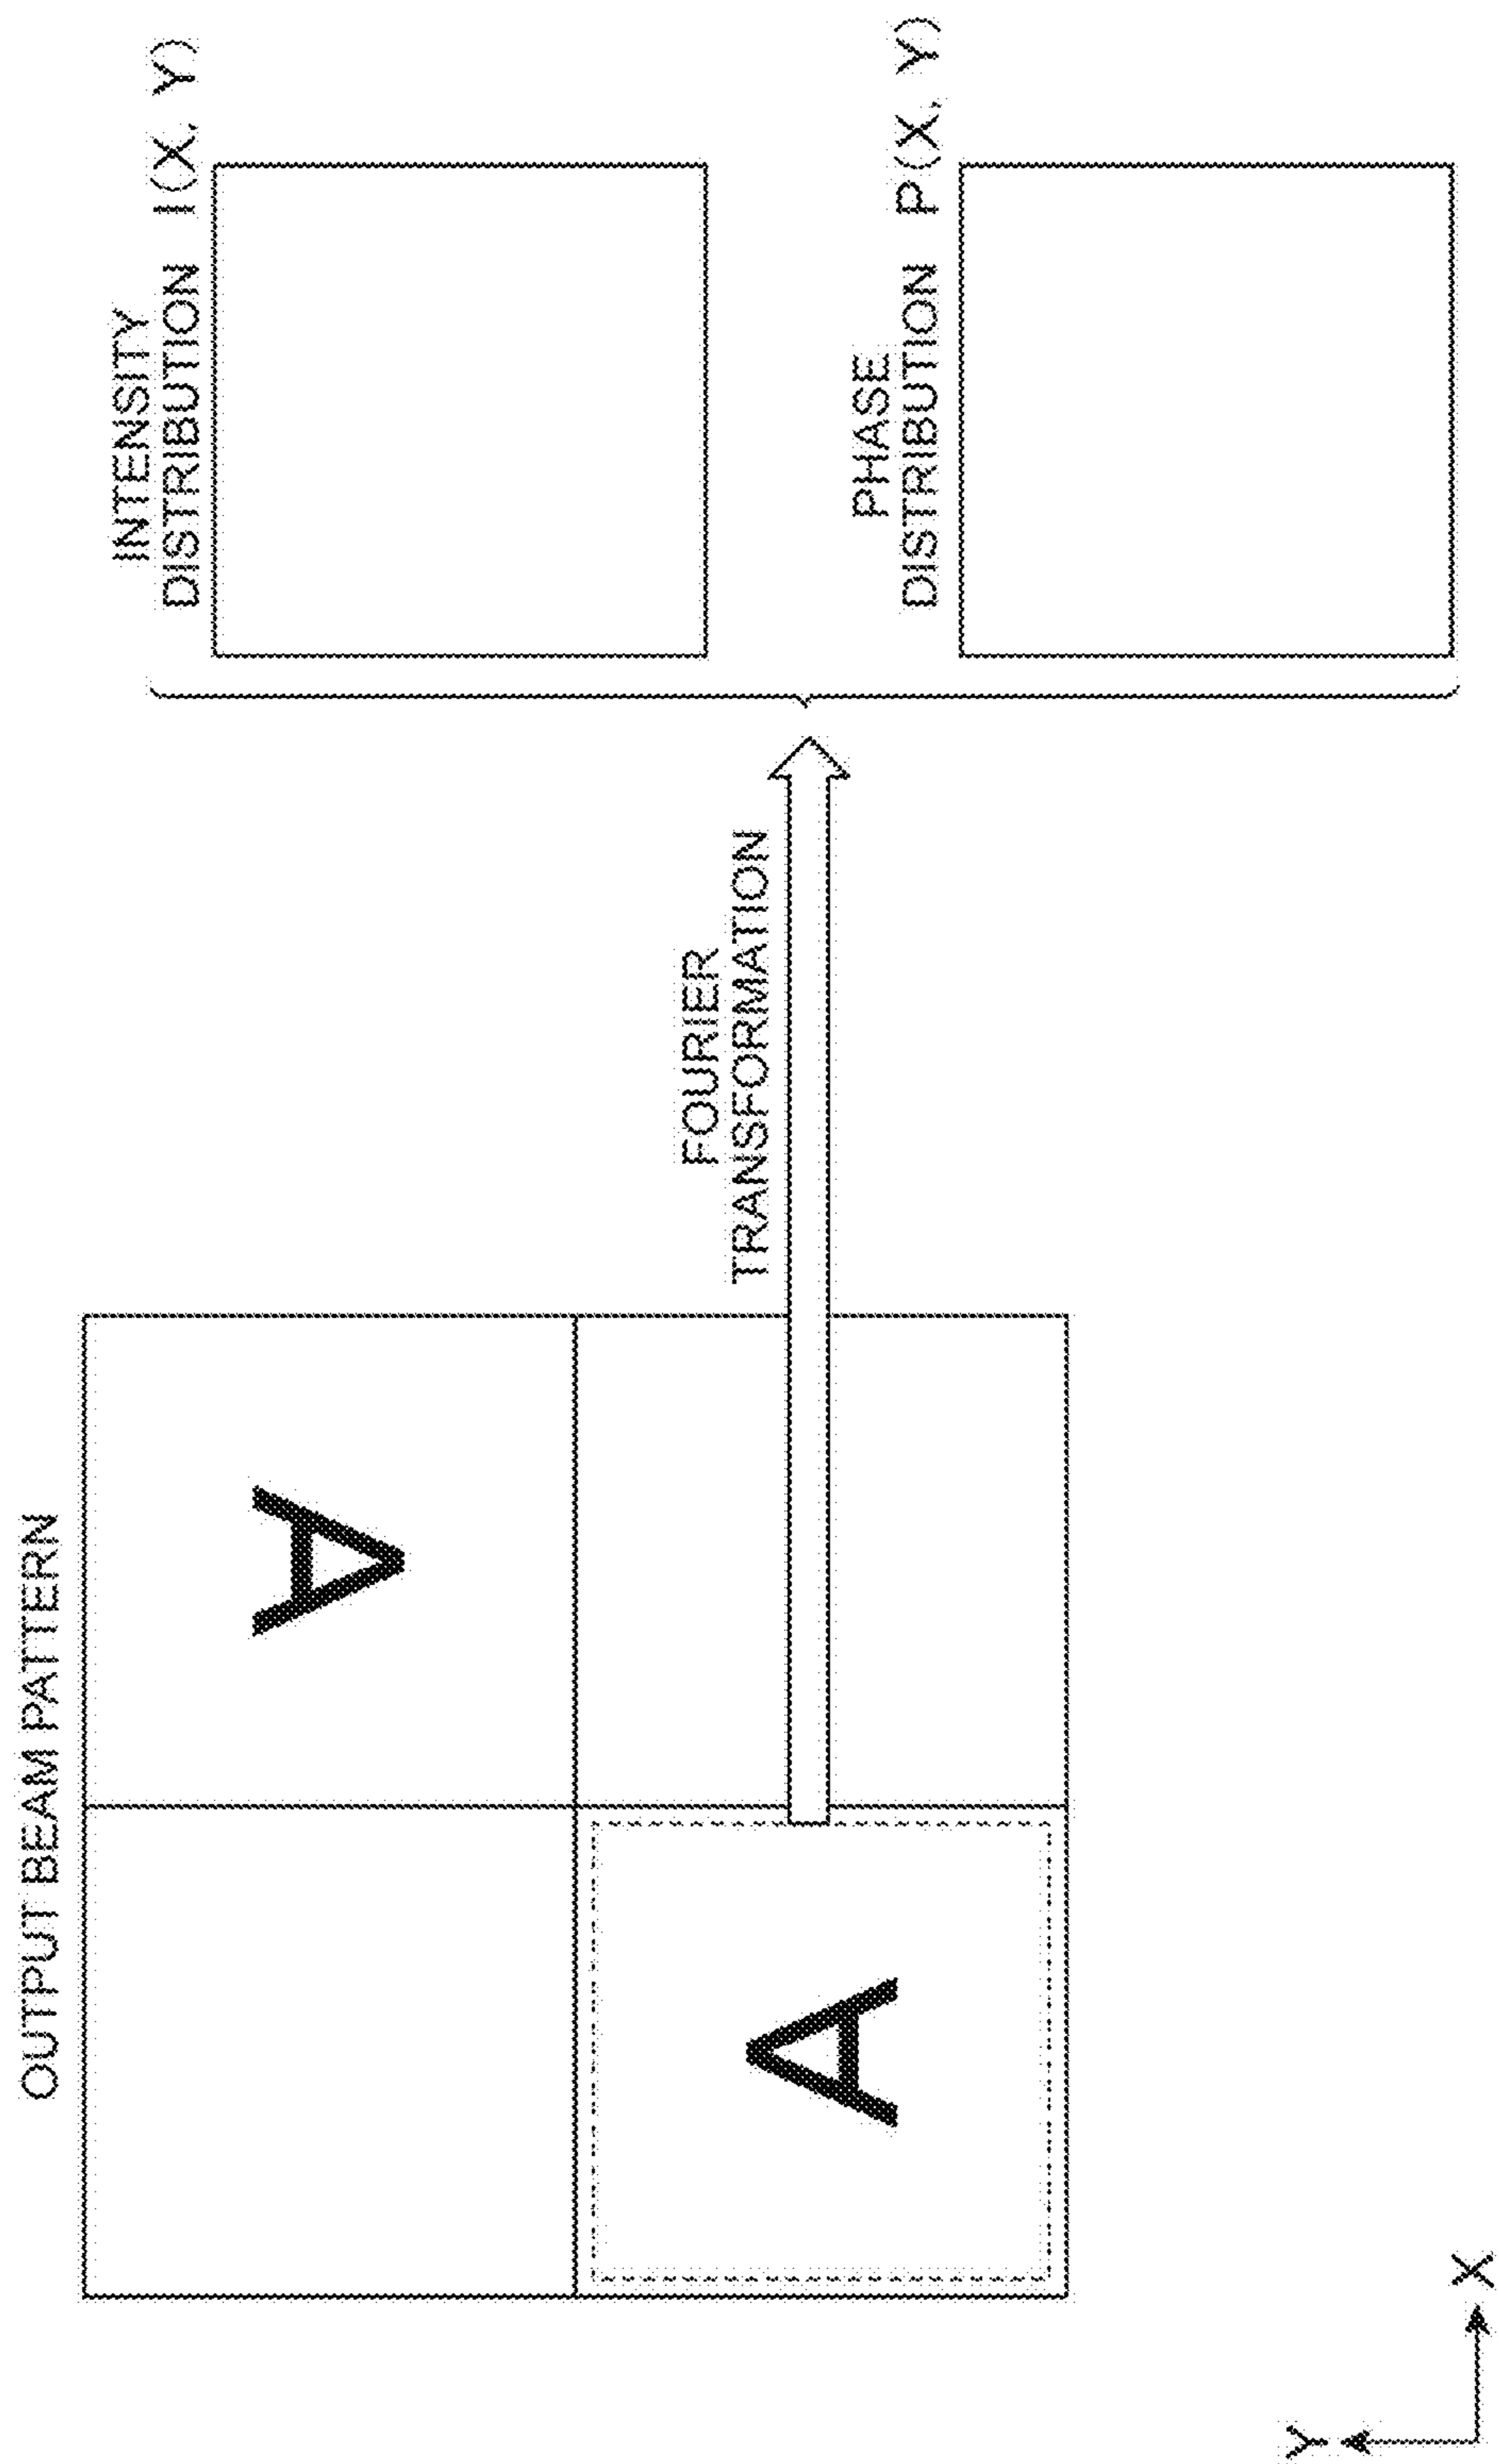 OUTPUT BEAM PATTERN
A
A
FOURIER
TRANSFORMATION
INTENSITY
DISTRIBUTION I(X, Y)
PHASE
DISTRIBUTION P(X, Y)
Y
X